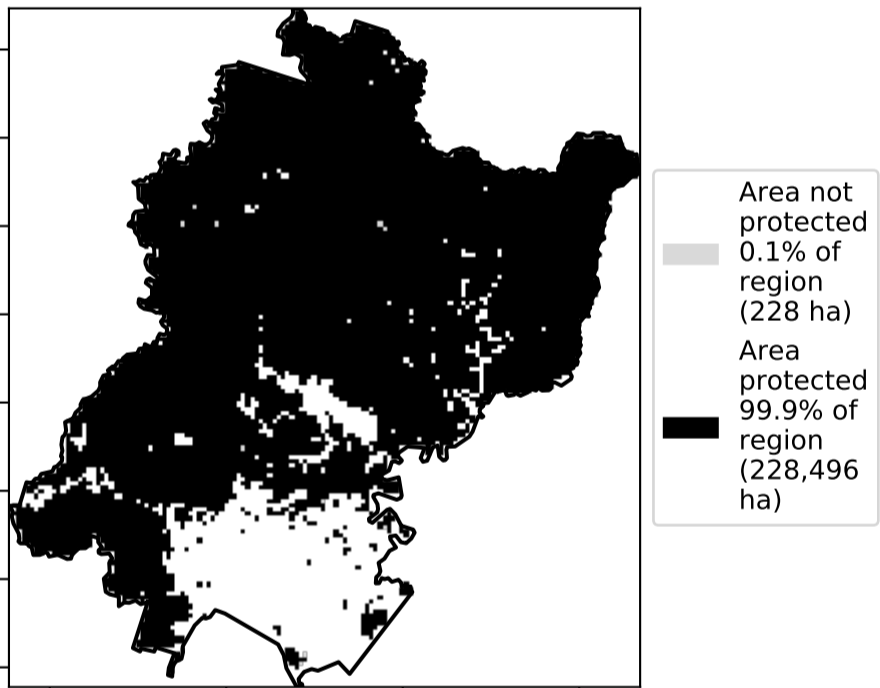 Area not
protected
0.1% of
region
(228 ha)
Area
protected
99.9% of
region
(228,496
ha)